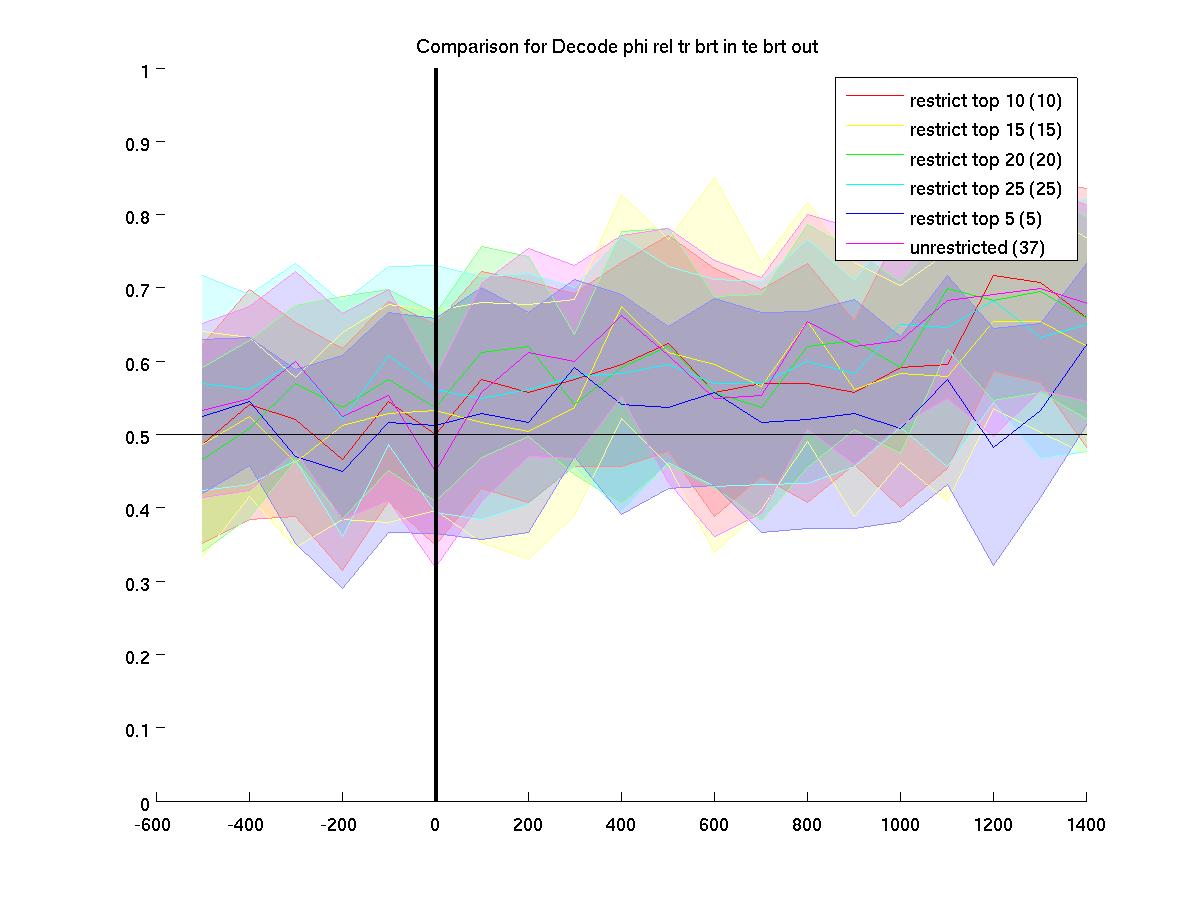 Comparison for Decode phi rel tr brt in te brt out
1
0.9
0.8
0.7
0.6
0.5
0.4
0.3
0.2
0.1
0
-600 -400 -200 0 200 400 600 800 1000 1200 1400
restrict top 10 (10)
restrict top 15 (15)
restrict top 20 (20)
restrict top 25 (25)
restrict top 5 (5)
unrestricted (37)